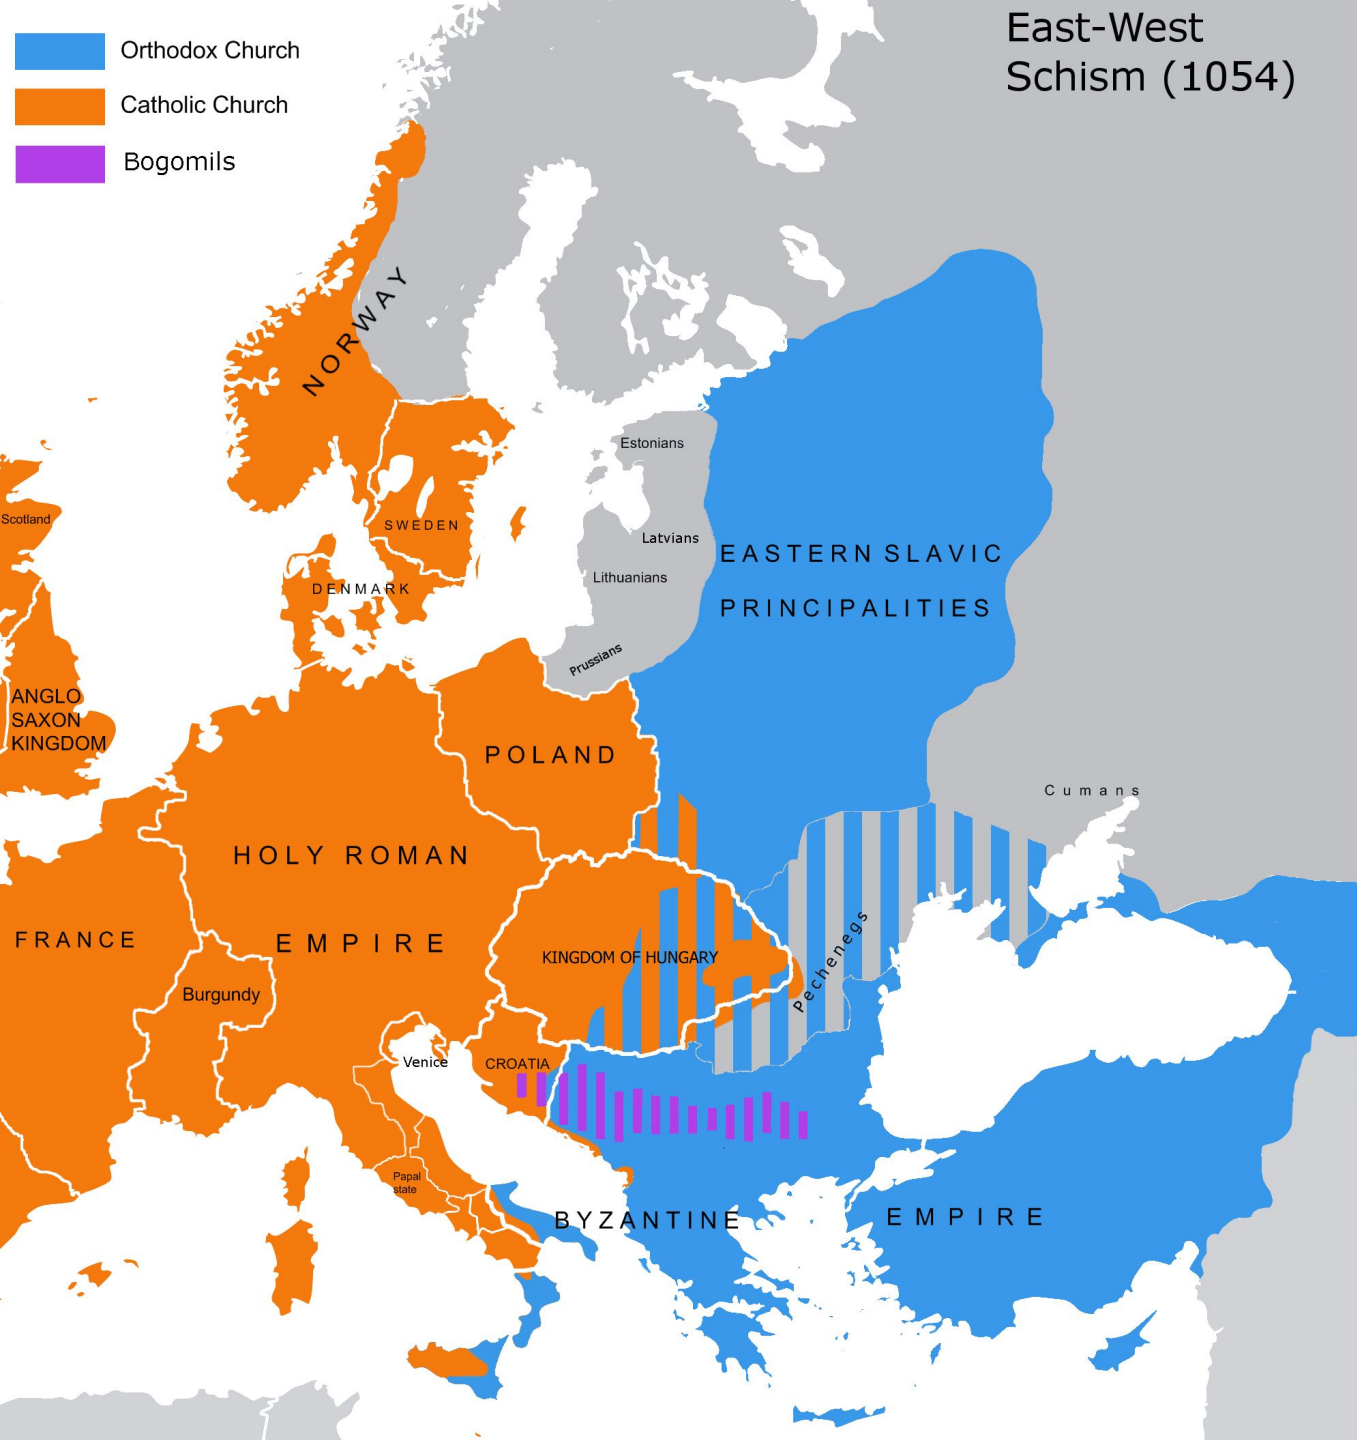 East-West
Schism (1054)
Orthodox Church
Catholic Church
Bogomils
NORWAY
Estonians
Scotland
SWEDEN
Latvians
EASTERN SLAVIC
Lithuanians
DENMARK
PRINCIPALITIES
Prussians
ANGLO
SAXON
KINGDOM
POLAND
Cumans
HOLY ROMAN
FRANCE
EMPIRE
KINGDOM OF HUNGARY
Pechenegs
Burgundy
Venice
CROATIA
Papal
state
BYZANTINE
EMPIRE